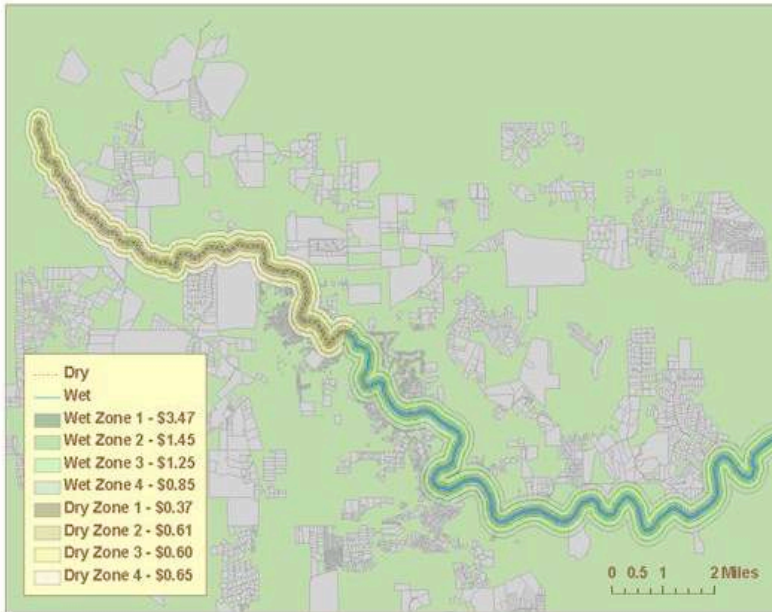 Dry
Wet
Wet Zone 1 - $3.47
Wet Zone 2 - $1.45
Wet Zone 3 - $1.25
Wet Zone 4 - $0.85
Dry Zone 1 - $0.37
Dry Zone 2 - $0.61
Dry Zone 3 - $0.60
Dry Zone 4 - $0.65
0 0.5 1 2 Miles